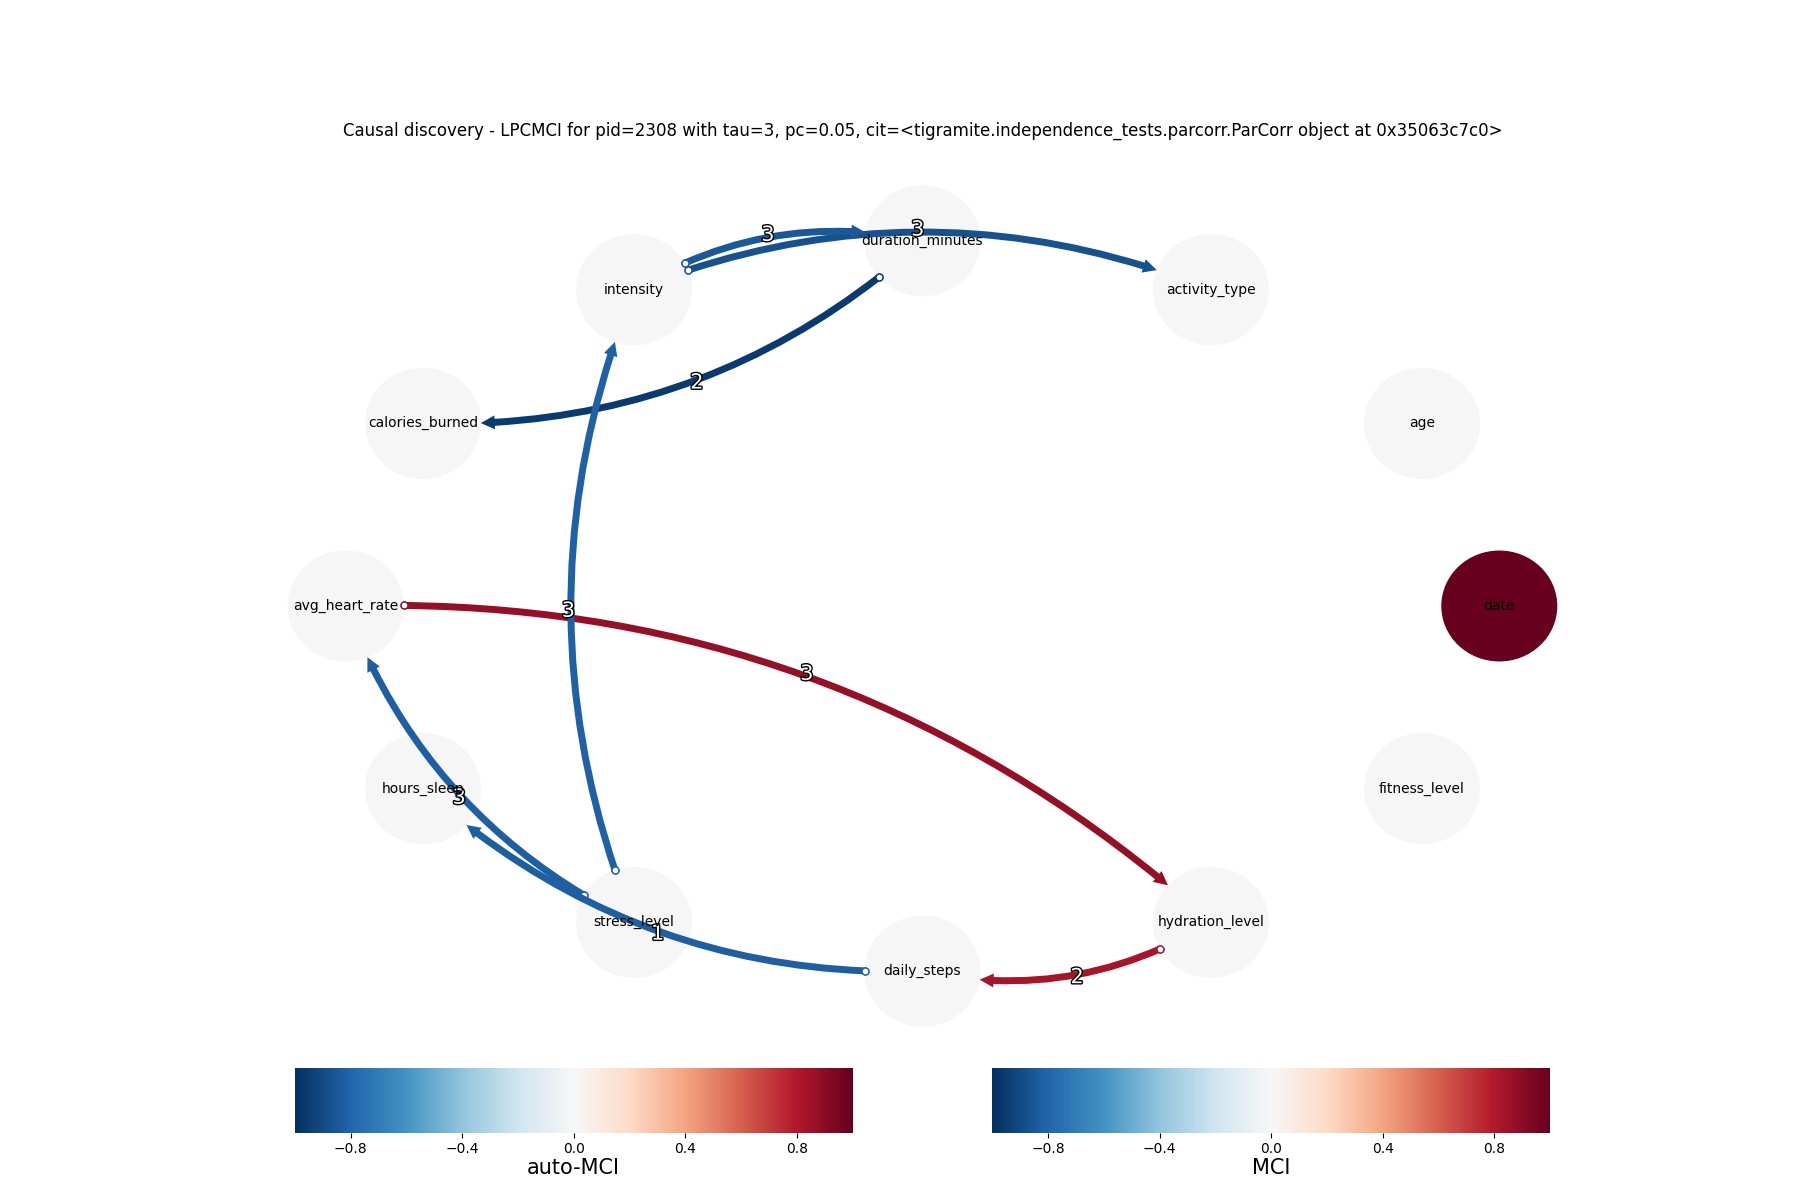 Causal discovery - LPCMCI for pid=2308 with tau=3, pc=0.05, cit=<tigramite.independence_tests.parcorr.ParCorr object at 0x35063c7c0>
3
3
duration_minutes
intensity
activity_type
2
calories_burned
age
avg_heart_rate
3
date
3
hours_sleep
3
fitness_level
stress_level
1
hydration_level
daily_steps
2
−0.8 −0.4 0.0 0.4 0.8
auto-MCI
−0.8 −0.4 0.0 0.4 0.8
MCI